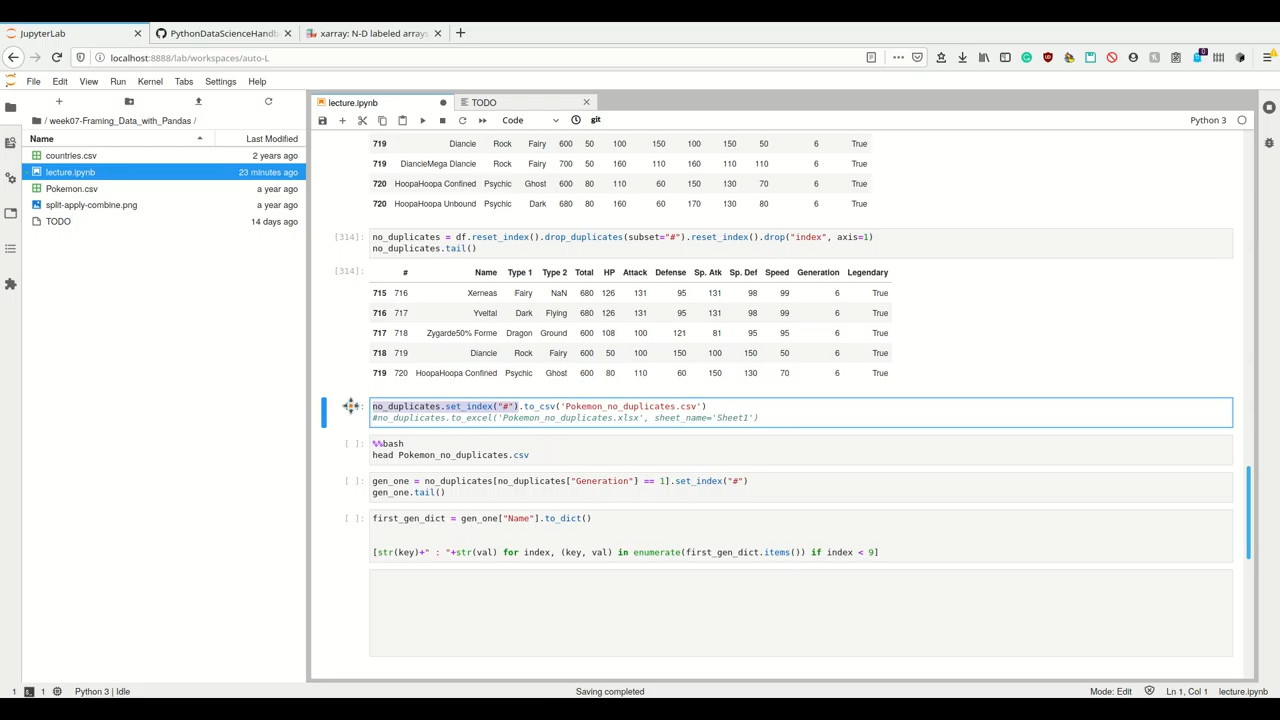 JupyterLab
PythonDataScienceHandb
xarray: N-D labeled arrays
localhost:8888/lab/workspaces/auto-L
File Edit View Run Kernel Tabs Settings Help
/ week07-Framing_Data_with_Pandas /
Name Last Modified
countries.csv 2 years ago
lecture.ipynb 23 minutes ago
Pokemon.csv a year ago
split-apply-combine.png a year ago
TODO 14 days ago
lecture.ipynb
TODO
Code
git
Python 3
719 Diancie Rock Fairy 600 50 100 150 100 150 50 6 True
719 DiancieMega Diancie Rock Fairy 700 50 160 110 160 110 110 6 True
720 HoopaHoopa Confined Psychic Ghost 600 80 110 60 150 130 70 6 True
720 HoopaHoopa Unbound Psychic Dark 680 80 160 60 170 130 80 6 True
[314]: no_duplicates = df.reset_index().drop_duplicates(subset="#").reset_index().drop("index", axis=1)
no_duplicates.tail()
[314]: # Name Type 1 Type 2 Total HP Attack Defense Sp. Atk Sp. Def Speed Generation Legendary
715 716 Xerneas Fairy NaN 680 126 131 95 131 98 99 6 True
716 717 Yveltal Dark Flying 680 126 131 95 131 98 99 6 True
717 718 Zygarde50% Forme Dragon Ground 600 108 100 121 81 95 95 6 True
718 719 Diancie Rock Fairy 600 50 100 150 100 150 50 6 True
719 720 HoopaHoopa Confined Psychic Ghost 600 80 110 60 150 130 70 6 True
no_duplicates.set_index("#").to_csv('Pokemon_no_duplicates.csv')
#no_duplicates.to_excel('Pokemon_no_duplicates.xlsx', sheet_name='Sheet1')
[ ]: %%bash
head Pokemon_no_duplicates.csv
[ ]: gen_one = no_duplicates[no_duplicates["Generation"] == 1].set_index("#")
gen_one.tail()
[ ]: first_gen_dict = gen_one["Name"].to_dict()
[str(key)+" : "+str(val) for index, (key, val) in enumerate(first_gen_dict.items()) if index < 9]
1 1 Python 3 | Idle Saving completed Mode: Edit Ln 1, Col 1 lecture.ipynb